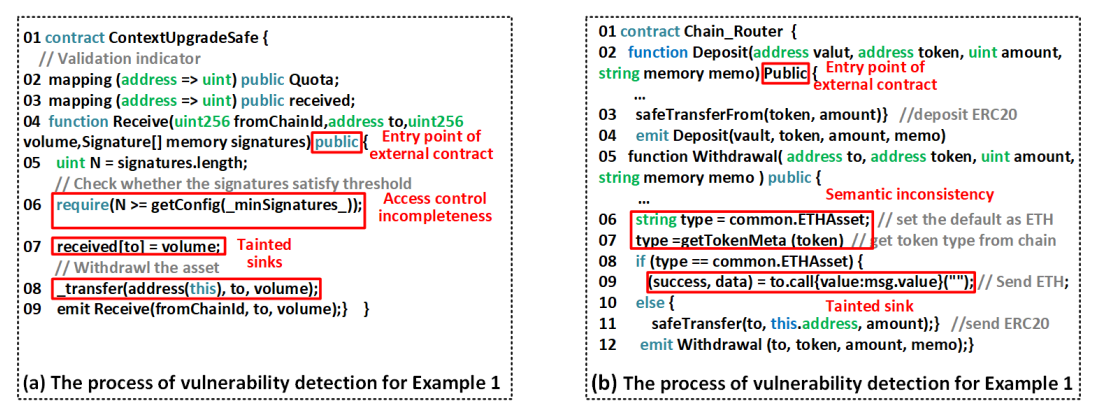 01 contract ContextUpgradeSafe {
// Validation indicator
02 mapping (address => uint) public Quota;
03 mapping (address => uint) public received;
04 function Receive(uint256 fromChainId,address to,uint256
volume,Signature[] memory signatures) public {
Entry point of
external contract
05 uint N = signatures.length;
// Check whether the signatures satisfy threshold
06 require(N >= getConfig(_minSignatures_));
Access control
incompleteness
07 received[to] = volume;
Tainted
sinks
// Withdrawl the asset
08 _transfer(address(this), to, volume);
09 emit Receive(fromChainId, to, volume);} }
(a) The process of vulnerability detection for Example 1
01 contract Chain_Router {
02 function Deposit(address valut, address token, uint amount,
string memory memo) Public {
Entry point of
external contract
...
03 safeTransferFrom(token, amount)} //deposit ERC20
04 emit Deposit(vault, token, amount, memo)
05 function Withdrawal( address to, address token, uint amount,
string memory memo ) public {
...
Semantic inconsistency
06 string type = common.ETHAsset; // set the default as ETH
07 type =getTokenMeta (token) // get token type from chain
08 if (type == common.ETHAsset) {
09 (success, data) = to.call{value:msg.value}(""); // Send ETH;
10 else {
Tainted sink
11 safeTransfer(to, this.address, amount);} //send ERC20
12 emit Withdrawal (to, token, amount, memo);}
(b) The process of vulnerability detection for Example 1